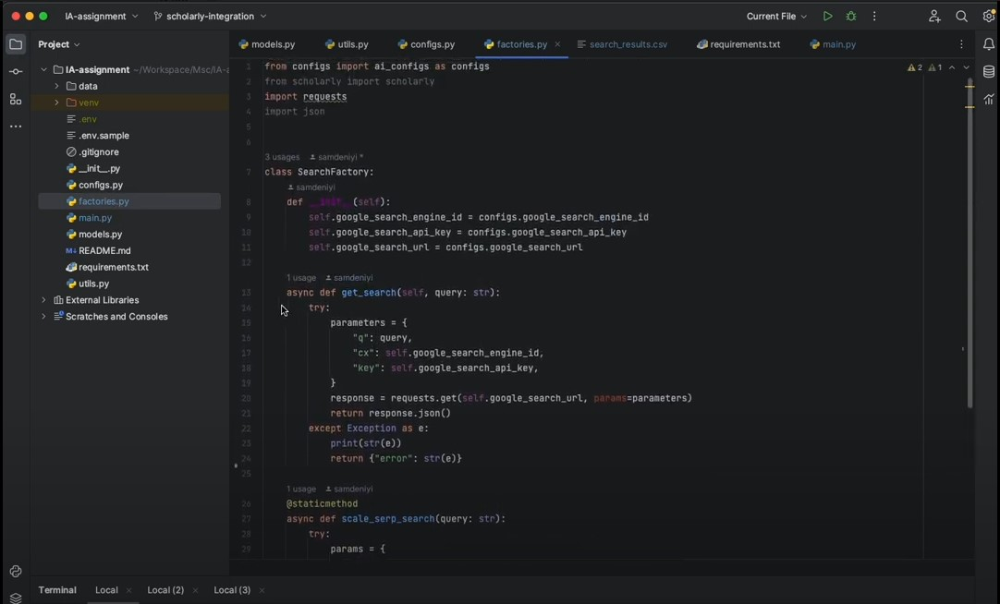 IA-assignment
scholarly-integration
Current File
Project
models.py
utils.py
configs.py
factories.py
search_results.csv
requirements.txt
main.py
IA-assignment ~/Workspace/Msc/IA-a
data
venv
.env
.env.sample
.gitignore
__init__.py
configs.py
factories.py
main.py
models.py
README.md
requirements.txt
utils.py
External Libraries
Scratches and Consoles
2 1
1 from configs import ai_configs as configs
2 from scholarly import scholarly
3 import requests
4 import json
5
6
3 usages samdeniyi *
7 class SearchFactory:
samdeniyi
8 def __init__(self):
9 self.google_search_engine_id = configs.google_search_engine_id
10 self.google_search_api_key = configs.google_search_api_key
11 self.google_search_url = configs.google_search_url
12
1 usage samdeniyi
13 async def get_search(self, query: str):
14 try:
15 parameters = {
16 "q": query,
17 "cx": self.google_search_engine_id,
18 "key": self.google_search_api_key,
19 }
20 response = requests.get(self.google_search_url, params=parameters)
21 return response.json()
22 except Exception as e:
23 print(str(e))
24 return {"error": str(e)}
25
1 usage samdeniyi
26 @staticmethod
27 async def scale_serp_search(query: str):
28 try:
29 params = {
Terminal
Local
Local (2)
Local (3)